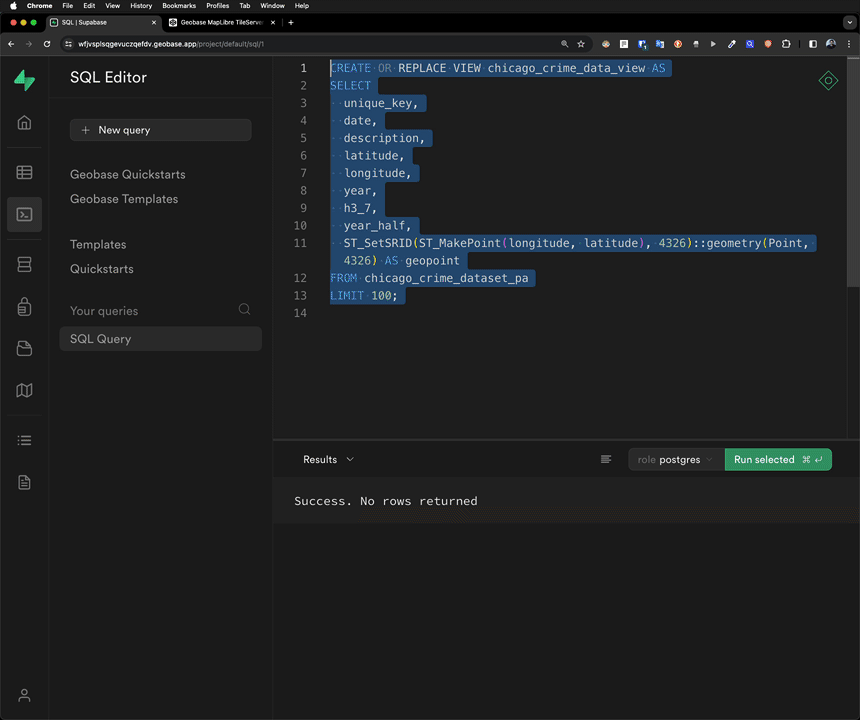 Chrome File Edit View History Bookmarks Profiles Tab Window Help
SQL | Supabase
Geobase MapLibre TileServer
wfjvsplsqgevuczqefdv.geobase.app/project/default/sql/1
SQL Editor
New query
Geobase Quickstarts
Geobase Templates
Templates
Quickstarts
Your queries
SQL Query
1 CREATE OR REPLACE VIEW chicago_crime_data_view AS
2 SELECT
3 unique_key,
4 date,
5 description,
6 latitude,
7 longitude,
8 year,
9 h3_7,
10 year_half,
11 ST_SetSRID(ST_MakePoint(longitude, latitude), 4326)::geometry(Point,
4326) AS geopoint
12 FROM chicago_crime_dataset_pa
13 LIMIT 100;
14
Results
role postgres
Run selected ⌘ ↵
Success. No rows returned